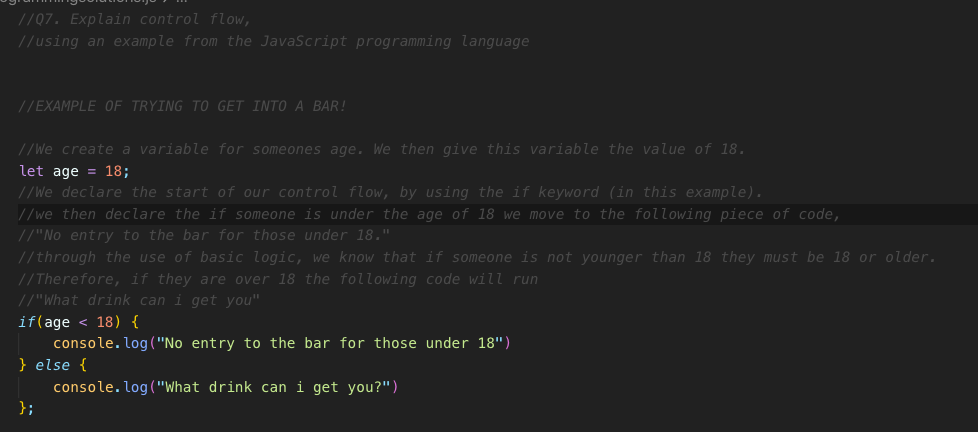 //Q7. Explain control flow,
//using an example from the JavaScript programming language
//EXAMPLE OF TRYING TO GET INTO A BAR!
//We create a variable for someones age. We then give this variable the value of 18.
let age = 18;
//We declare the start of our control flow, by using the if keyword (in this example).
//we then declare the if someone is under the age of 18 we move to the following piece of code,
//"No entry to the bar for those under 18."
//through the use of basic logic, we know that if someone is not younger than 18 they must be 18 or older.
//Therefore, if they are over 18 the following code will run
//"What drink can i get you"
if(age < 18) {
    console.log("No entry to the bar for those under 18")
} else {
    console.log("What drink can i get you?")
};